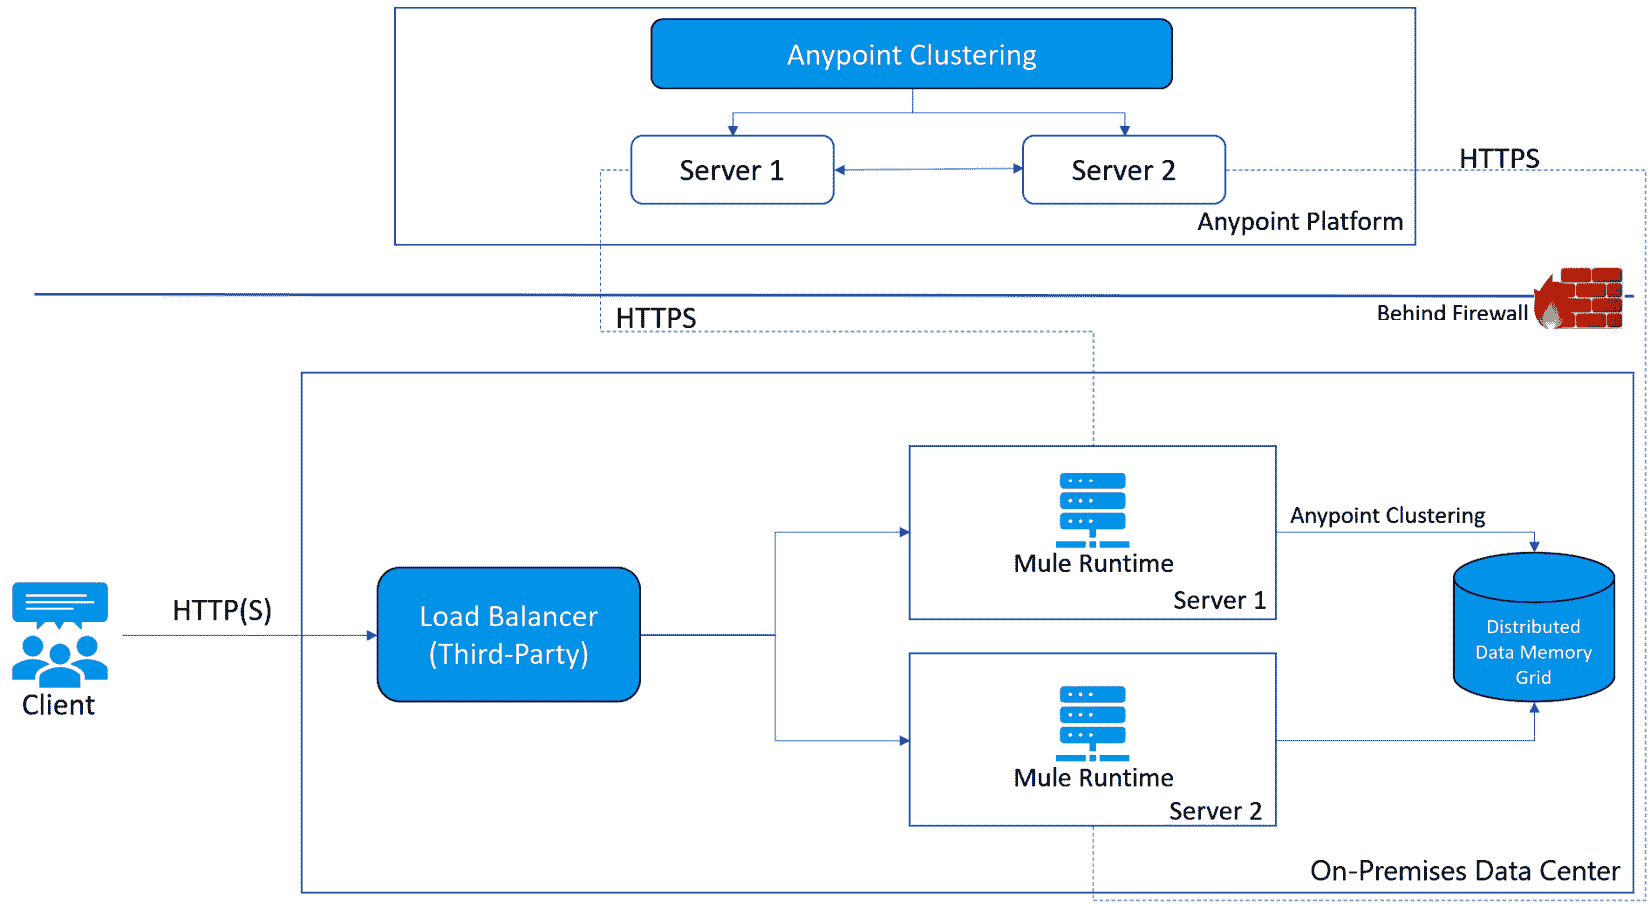 Anypoint Clustering
Server 1
Server 2
HTTPS
Anypoint Platform
Behind Firewall
HTTPS
Anypoint Clustering
Mule Runtime
Server 1
HTTP(S)
Load Balancer
(Third-Party)
Distributed
Data Memory
Grid
Client
Mule Runtime
Server 2
On-Premises Data Center